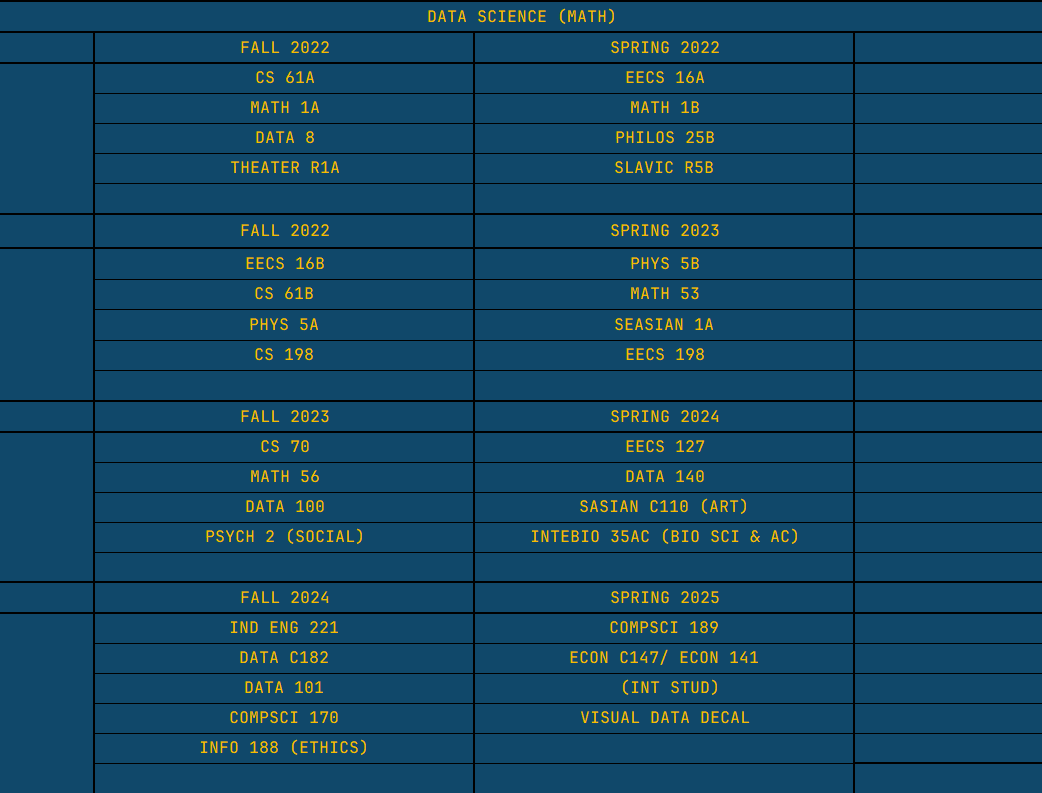 DATA SCIENCE (MATH)
FALL 2022 SPRING 2022
CS 61A EECS 16A
MATH 1A MATH 1B
DATA 8 PHILOS 25B
THEATER R1A SLAVIC R5B
FALL 2022 SPRING 2023
EECS 16B PHYS 5B
CS 61B MATH 53
PHYS 5A SEASIAN 1A
CS 198 EECS 198
FALL 2023 SPRING 2024
CS 70 EECS 127
MATH 56 DATA 140
DATA 100 SASIAN C110 (ART)
PSYCH 2 (SOCIAL) INTEBIO 35AC (BIO SCI & AC)
FALL 2024 SPRING 2025
IND ENG 221 COMPSCI 189
DATA C182 ECON C147/ ECON 141
DATA 101 (INT STUD)
COMPSCI 170 VISUAL DATA DECAL
INFO 188 (ETHICS)